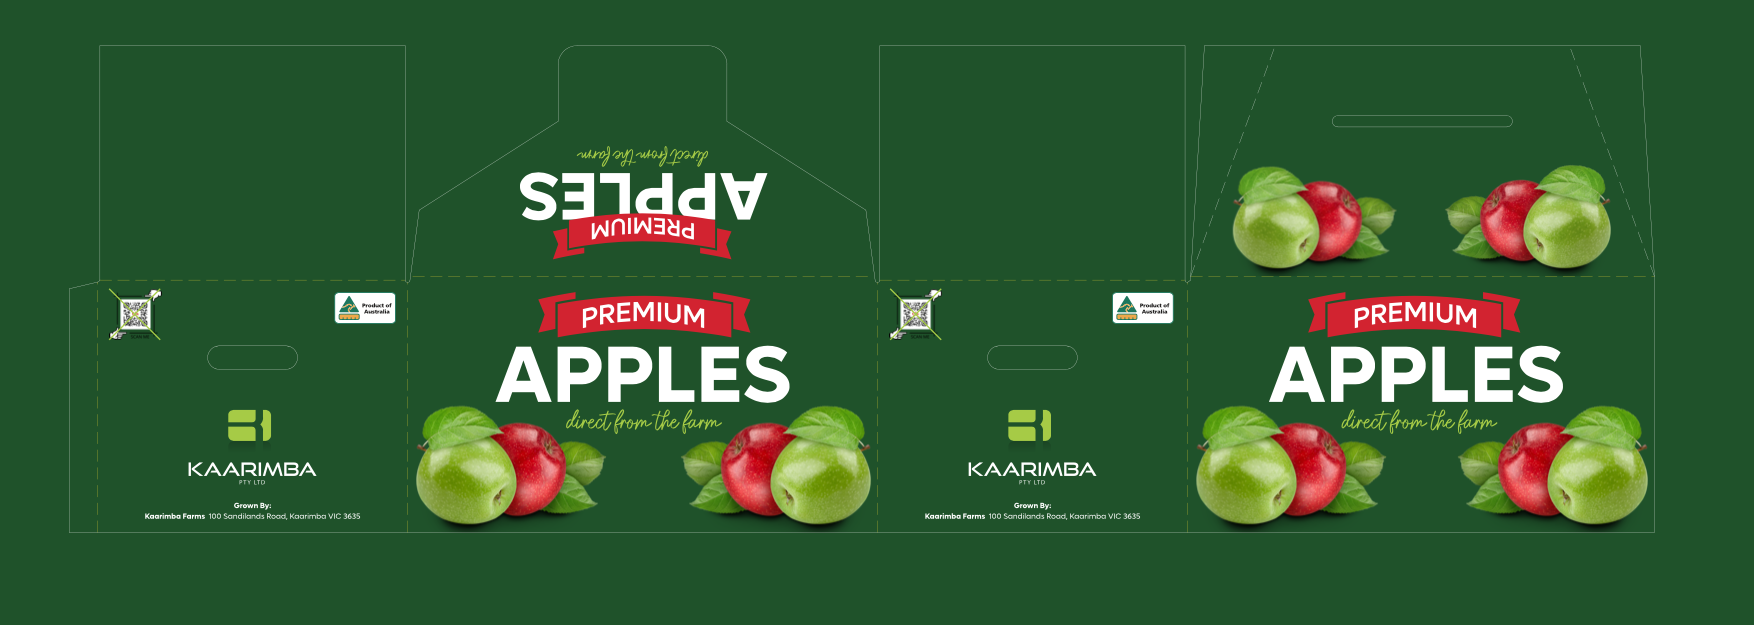 direct from the farm
APPLES
PREMIUM
Product of
Australia
KAARIMBA
PTY LTD
Grown By:
Kaarimba Farms 100 Sandilands Road, Kaarimba VIC 3635
PREMIUM
APPLES
direct from the farm
Product of
Australia
KAARIMBA
PTY LTD
Grown By:
Kaarimba Farms 100 Sandilands Road, Kaarimba VIC 3635
PREMIUM
APPLES
direct from the farm